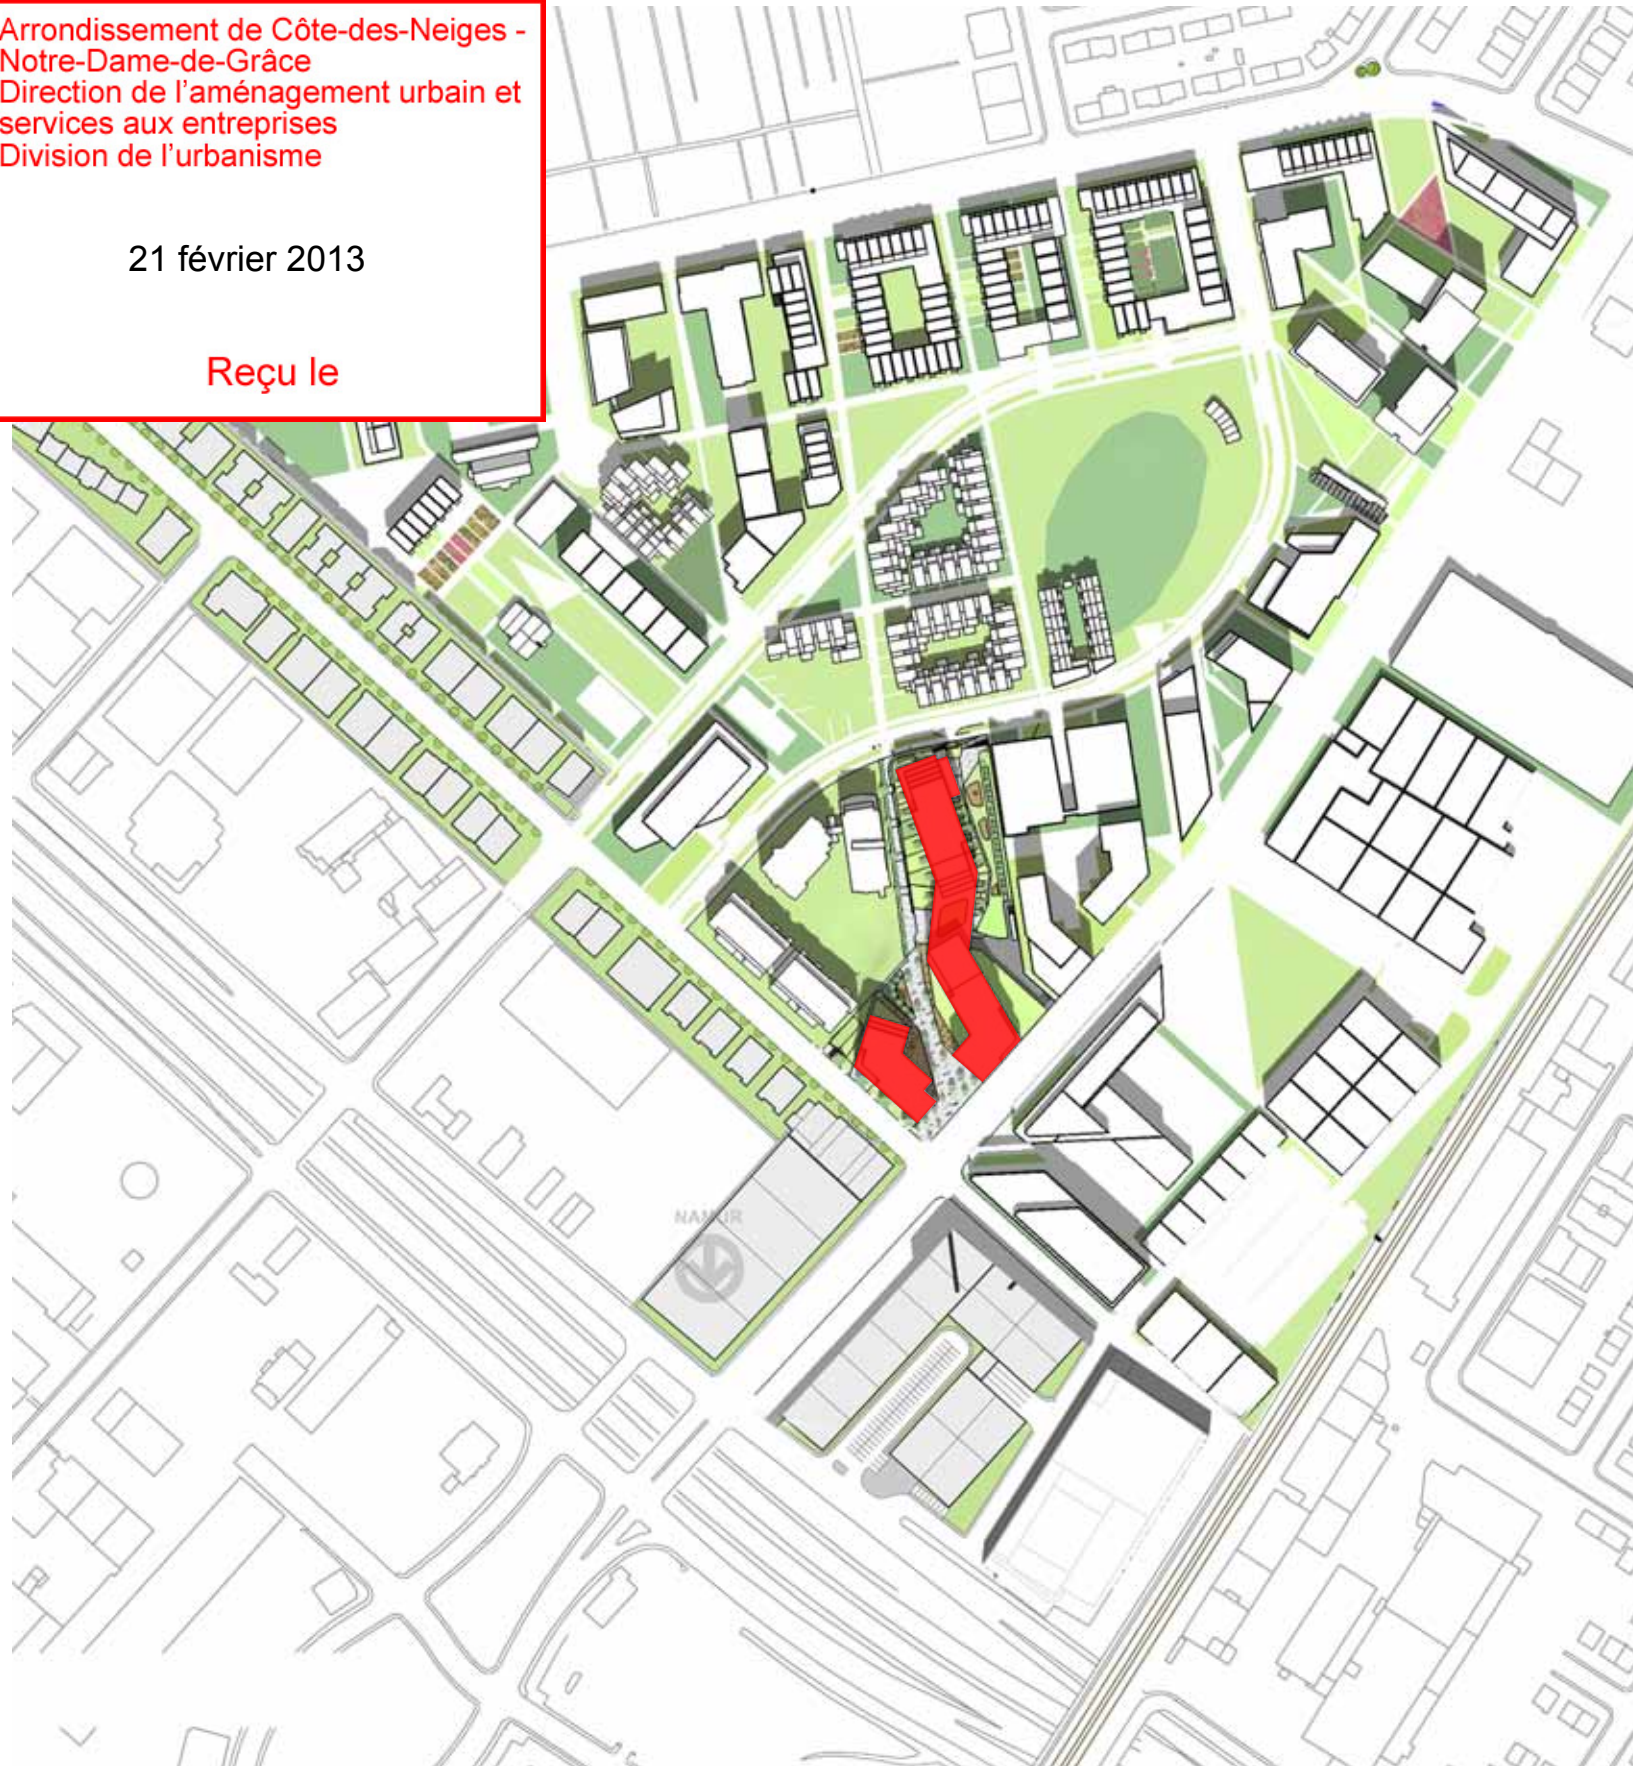 Arrondissement de Côte-des-Neiges -
Notre-Dame-de-Grâce
Direction de l'aménagement urbain et
services aux entreprises
Division de l'urbanisme
21 février 2013
Reçu le
NAMUR